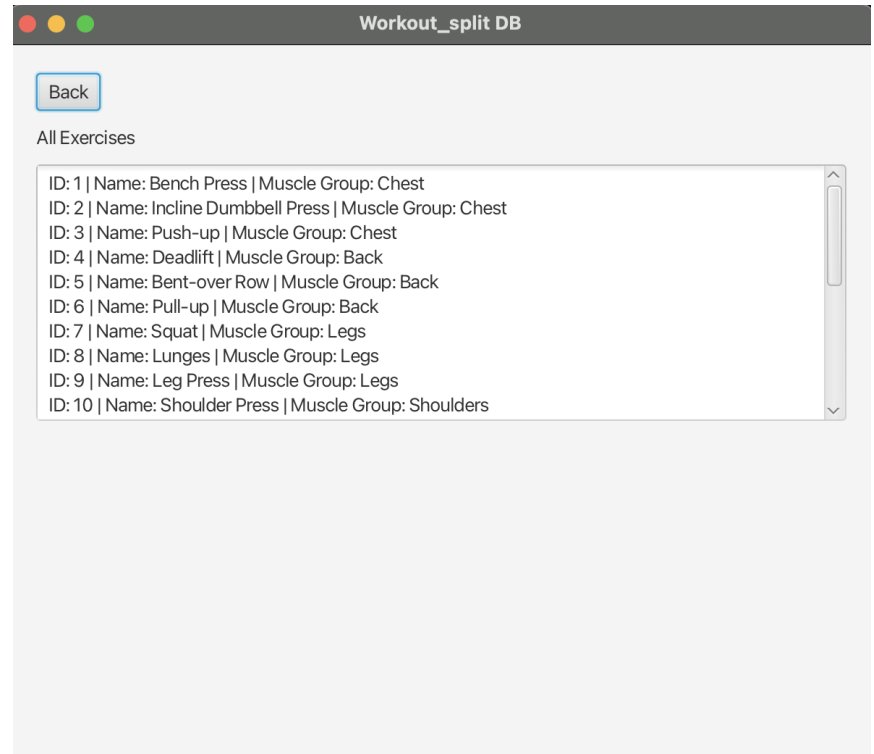 Workout_split DB
Back
All Exercises
ID: 1 | Name: Bench Press | Muscle Group: Chest
ID: 2 | Name: Incline Dumbbell Press | Muscle Group: Chest
ID: 3 | Name: Push-up | Muscle Group: Chest
ID: 4 | Name: Deadlift | Muscle Group: Back
ID: 5 | Name: Bent-over Row | Muscle Group: Back
ID: 6 | Name: Pull-up | Muscle Group: Back
ID: 7 | Name: Squat | Muscle Group: Legs
ID: 8 | Name: Lunges | Muscle Group: Legs
ID: 9 | Name: Leg Press | Muscle Group: Legs
ID: 10 | Name: Shoulder Press | Muscle Group: Shoulders